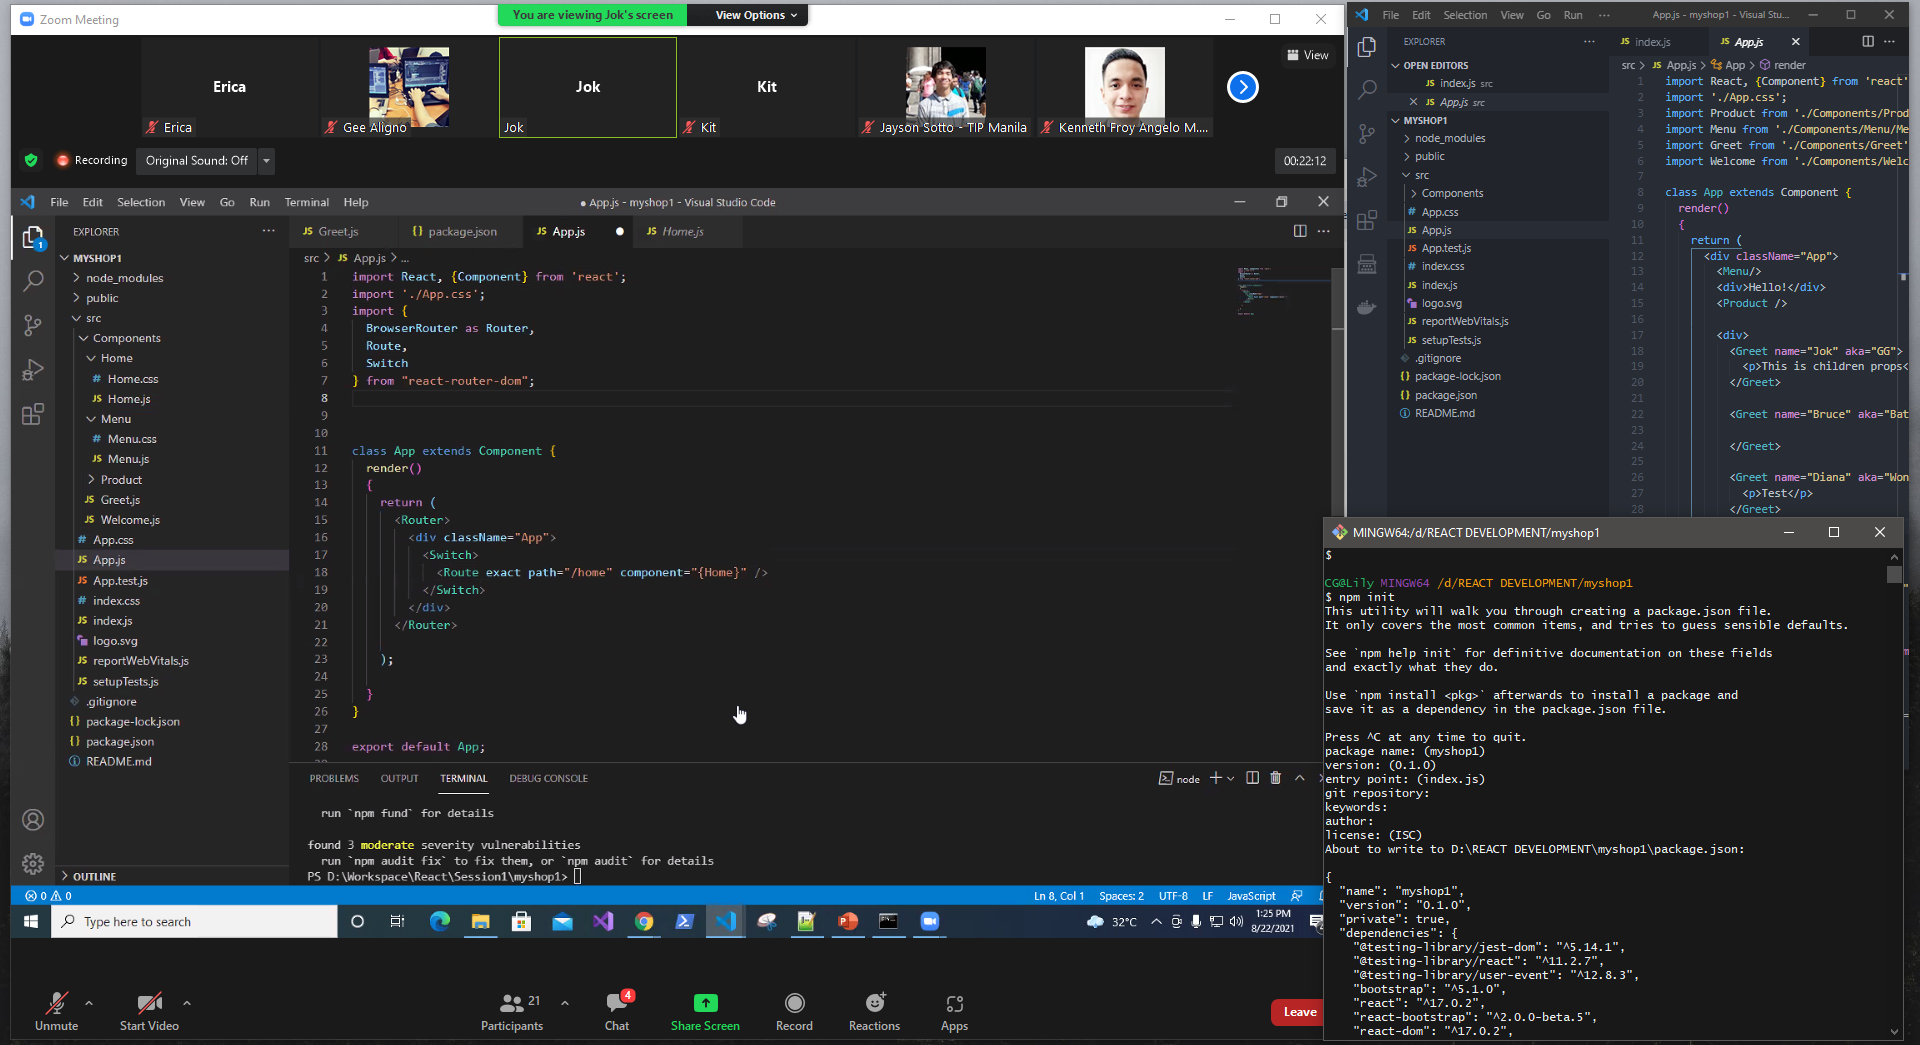 Zoom Meeting
You are viewing Jok's screen
View Options
Erica
Jok
Kit
View
Erica
Gee Aligno
Jok
Kit
Jayson Sotto - TIP Manila
Kenneth Froy Angelo M....
Recording
Original Sound: Off
00:22:12
File Edit Selection View Go Run Terminal Help
● App.js - myshop1 - Visual Studio Code
EXPLORER
MYSHOP1
node_modules
public
src
Components
Home
# Home.css
JS Home.js
Menu
# Menu.css
JS Menu.js
Product
JS Greet.js
JS Welcome.js
# App.css
JS App.js
JS App.test.js
# index.css
JS index.js
logo.svg
JS reportWebVitals.js
JS setupTests.js
.gitignore
{} package-lock.json
{} package.json
README.md
OUTLINE
1
JS Greet.js
{} package.json
JS App.js ●
JS Home.js
src > JS App.js > ...
1 import React, {Component} from 'react';
2 import './App.css';
3 import {
4 BrowserRouter as Router,
5 Route,
6 Switch
7 } from "react-router-dom";
8
9
10
11 class App extends Component {
12 render()
13 {
14 return (
15 <Router>
16 <div className="App">
17 <Switch>
18 <Route exact path="/home" component="{Home}" />
19 </Switch>
20 </div>
21 </Router>
22
23 );
24
25 }
26 }
27
28 export default App;
PROBLEMS OUTPUT TERMINAL DEBUG CONSOLE
node
run `npm fund` for details
found 3 moderate severity vulnerabilities
run `npm audit fix` to fix them, or `npm audit` for details
PS D:\Workspace\React\Session1\myshop1>
0 0
Ln 8, Col 1 Spaces: 2 UTF-8 LF JavaScript
Type here to search
32°C
1:25 PM
8/22/2021
Unmute
Start Video
21
Participants
4
Chat
Share Screen
Record
Reactions
Apps
Leave
File Edit Selection View Go Run ...
App.js - myshop1 - Visual Stu...
EXPLORER
OPEN EDITORS
JS index.js src
JS App.js src
MYSHOP1
node_modules
public
src
Components
# App.css
JS App.js
JS App.test.js
# index.css
JS index.js
logo.svg
JS reportWebVitals.js
JS setupTests.js
.gitignore
{} package-lock.json
{} package.json
README.md
JS index.js
JS App.js
src > JS App.js > App > render
1 import React, {Component} from 'react'
2 import './App.css';
3 import Product from './Components/Prod
4 import Menu from './Components/Menu/Me
5 import Greet from './Components/Greet'
6 import Welcome from './Components/Welc
7
8 class App extends Component {
9 render()
10 {
11 return (
12 <div className="App">
13 <Menu/>
14 <div>Hello!</div>
15 <Product />
16
17 <div>
18 <Greet name="Jok" aka="GG">
19 <p>This is children props<
20 </Greet>
21
22 <Greet name="Bruce" aka="Bat
23
24 </Greet>
25
26 <Greet name="Diana" aka="Won
27 <p>Test</p>
28 </Greet>
MINGW64:/d/REACT DEVELOPMENT/myshop1
$
CG@Lily MINGW64 /d/REACT DEVELOPMENT/myshop1
$ npm init
This utility will walk you through creating a package.json file.
It only covers the most common items, and tries to guess sensible defaults.
See `npm help init` for definitive documentation on these fields
and exactly what they do.
Use `npm install <pkg>` afterwards to install a package and
save it as a dependency in the package.json file.
Press ^C at any time to quit.
package name: (myshop1)
version: (0.1.0)
entry point: (index.js)
git repository:
keywords:
author:
license: (ISC)
About to write to D:\REACT DEVELOPMENT\myshop1\package.json:
{
"name": "myshop1",
"version": "0.1.0",
"private": true,
"dependencies": {
"@testing-library/jest-dom": "^5.14.1",
"@testing-library/react": "^11.2.7",
"@testing-library/user-event": "^12.8.3",
"bootstrap": "^5.1.0",
"react": "^17.0.2",
"react-bootstrap": "^2.0.0-beta.5",
"react-dom": "^17.0.2",